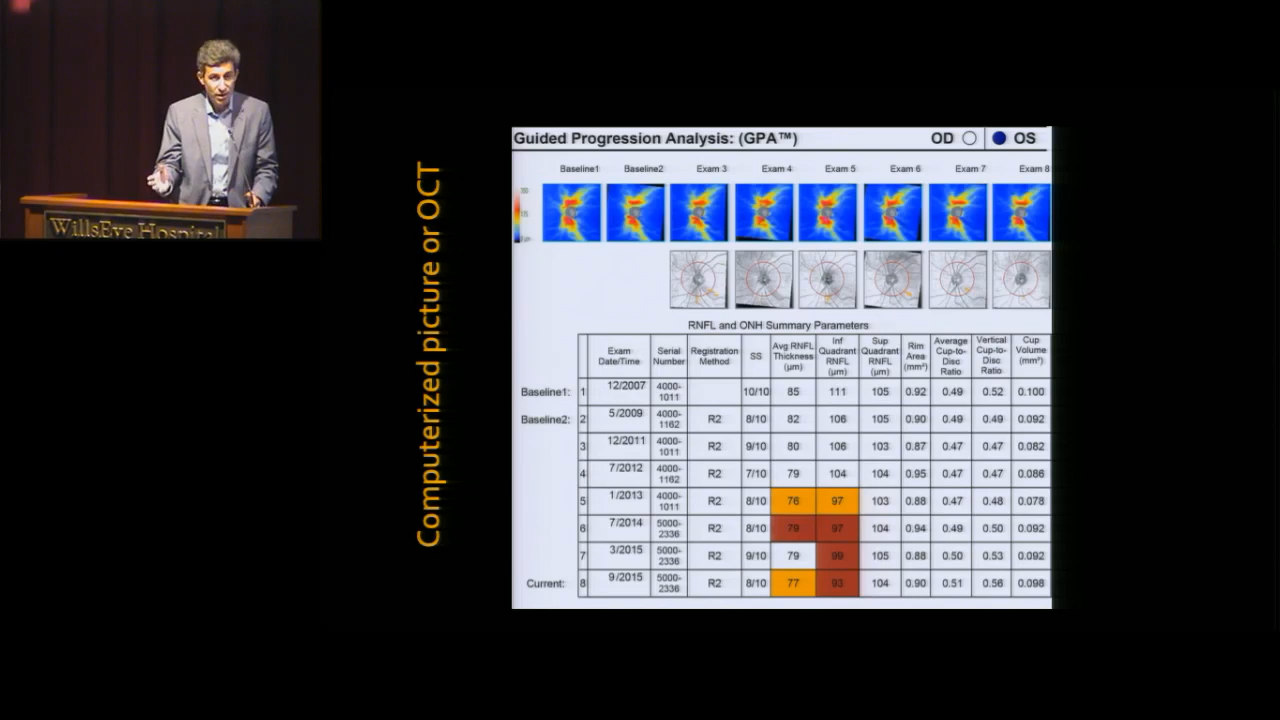 WillsEye Hospital
Computerized picture or OCT
Guided Progression Analysis: (GPA™) OD OS
Baseline1 Baseline2 Exam 3 Exam 4 Exam 5 Exam 6 Exam 7 Exam 8
RNFL and ONH Summary Parameters
Exam Date/Time Serial Number Registration Method SS Avg RNFL Thickness (μm) Inf Quadrant RNFL (μm) Sup Quadrant RNFL (μm) Rim Area (mm²) Average Cup-to-Disc Ratio Vertical Cup-to-Disc Ratio Cup Volume (mm³)
Baseline1: 1 12/2007 4000-1011 10/10 85 111 105 0.92 0.49 0.52 0.100
Baseline2: 2 5/2009 4000-1162 R2 8/10 82 106 105 0.90 0.49 0.49 0.092
3 12/2011 4000-1011 R2 9/10 80 106 103 0.87 0.47 0.47 0.082
4 7/2012 4000-1162 R2 7/10 79 104 104 0.95 0.47 0.47 0.086
5 1/2013 4000-1011 R2 8/10 76 97 103 0.88 0.47 0.48 0.078
6 7/2014 5000-2336 R2 8/10 79 97 104 0.94 0.49 0.50 0.092
7 3/2015 5000-2336 R2 9/10 79 99 105 0.88 0.50 0.53 0.092
Current: 8 9/2015 5000-2336 R2 8/10 77 93 104 0.90 0.51 0.56 0.098